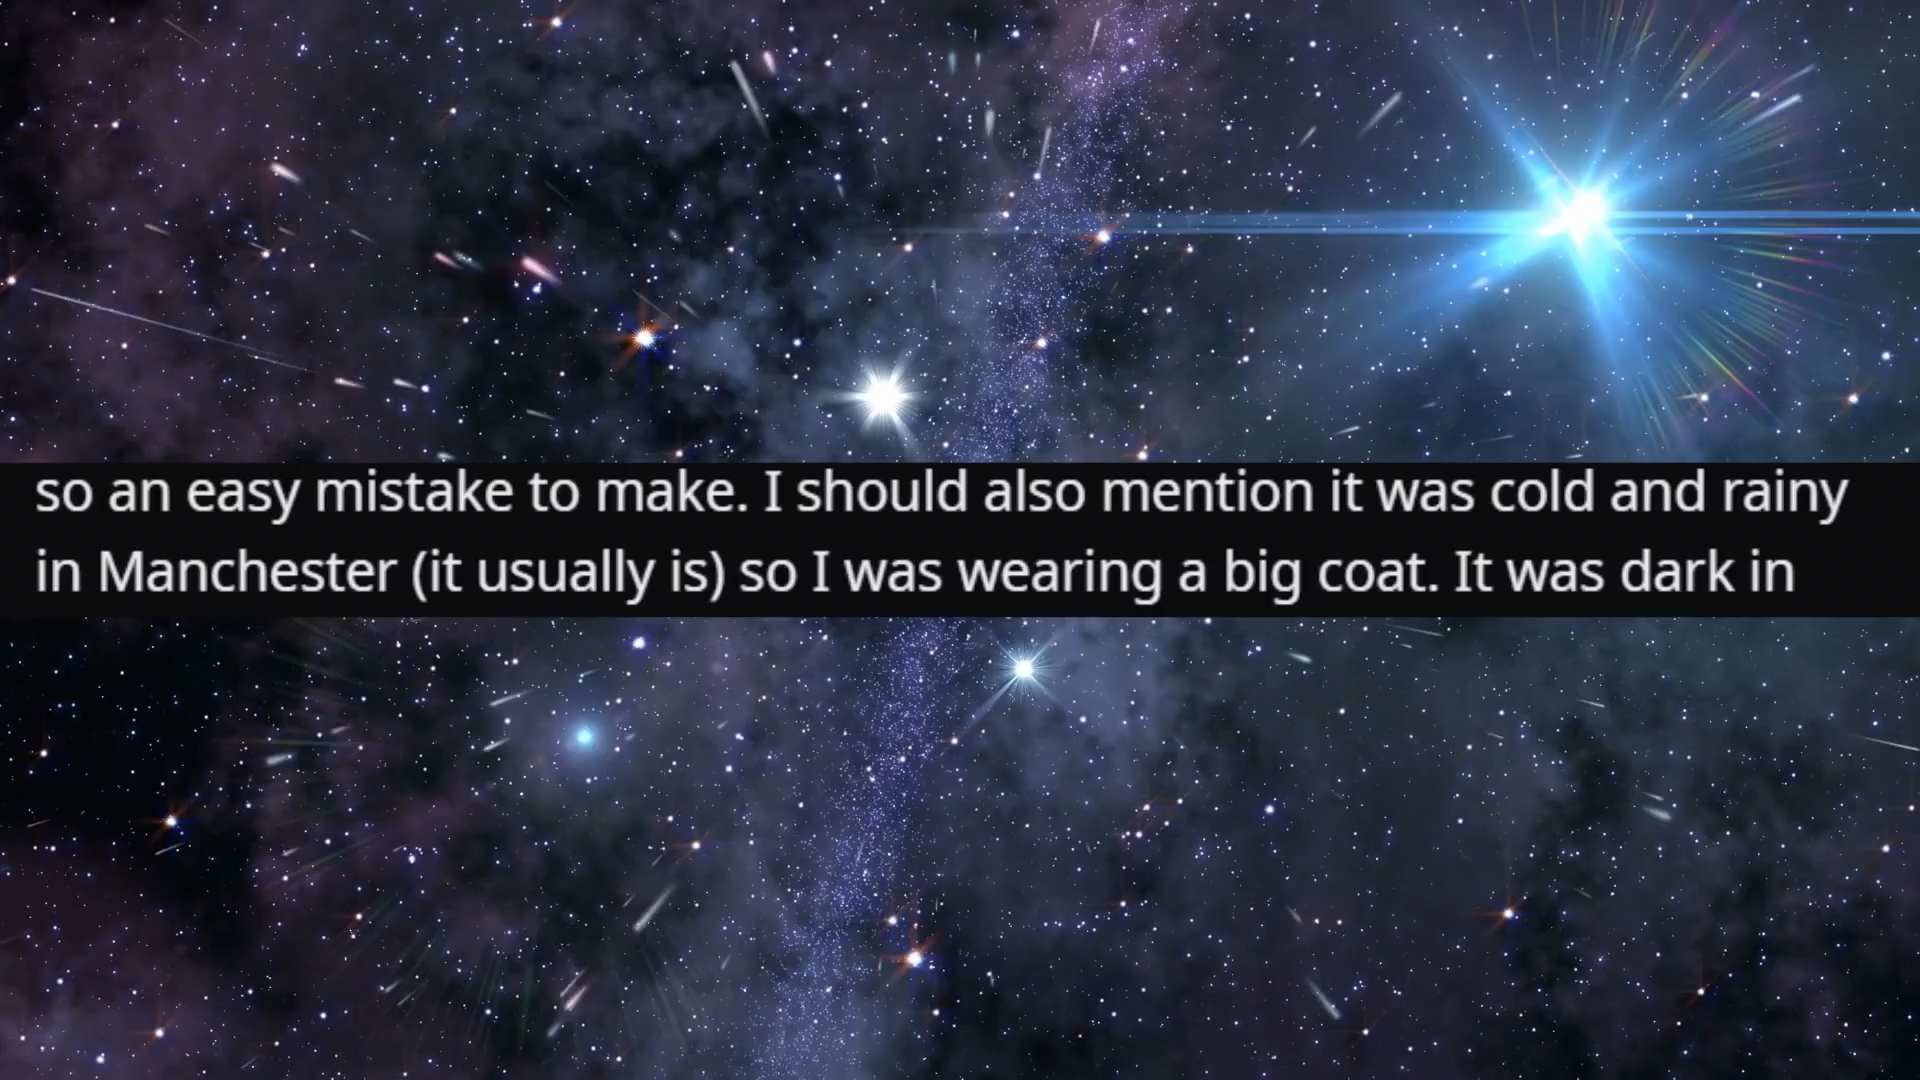 so an easy mistake to make. I should also mention it was cold and rainy
in Manchester (it usually is) so I was wearing a big coat. It was dark in